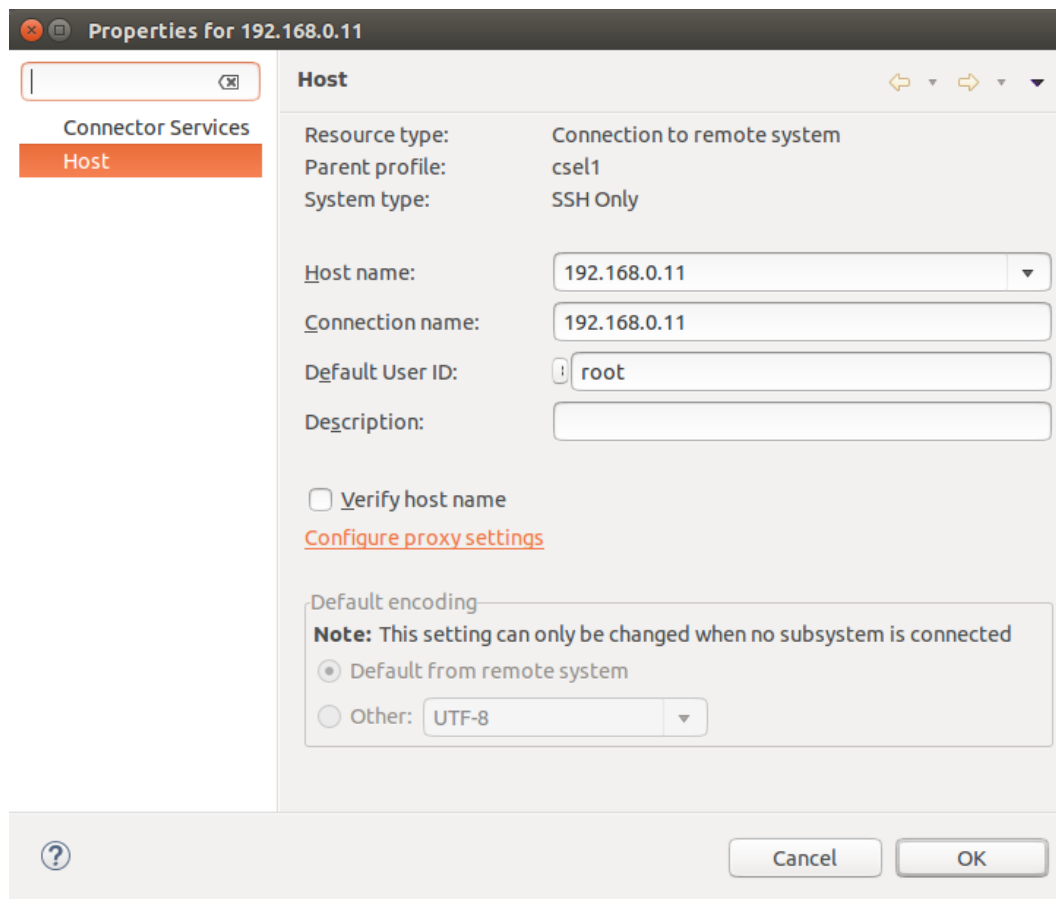 Properties for 192.168.0.11
Connector Services
Host
Host
Resource type: Connection to remote system
Parent profile: csel1
System type: SSH Only
Host name: 192.168.0.11
Connection name: 192.168.0.11
Default User ID: root
Description:
Verify host name
Configure proxy settings
Default encoding
Note: This setting can only be changed when no subsystem is connected
Default from remote system
Other: UTF-8
Cancel OK